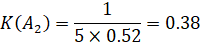 K(A₂) = 1 / (5 × 0.52) = 0.38